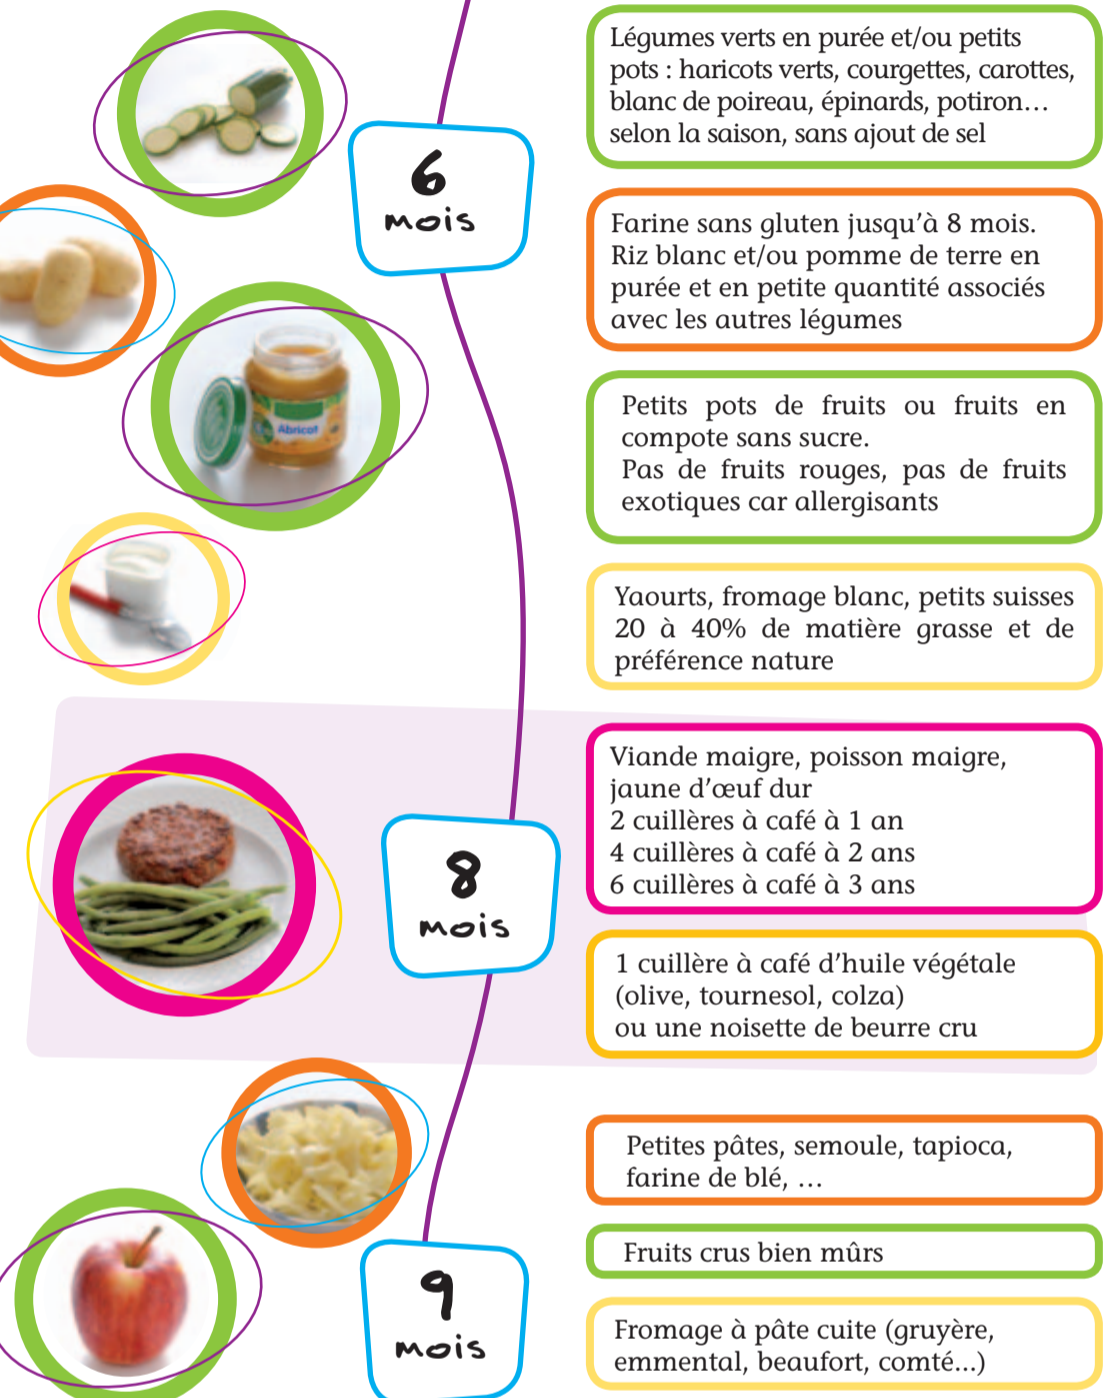 Légumes verts en purée et/ou petits
pots : haricots verts, courgettes, carottes,
blanc de poireau, épinards, potiron...
selon la saison, sans ajout de sel
6
mois
Farine sans gluten jusqu'à 8 mois.
Riz blanc et/ou pomme de terre en
purée et en petite quantité associés
avec les autres légumes
Abricot
Petits pots de fruits ou fruits en
compote sans sucre.
Pas de fruits rouges, pas de fruits
exotiques car allergisants
Yaourts, fromage blanc, petits suisses
20 à 40% de matière grasse et de
préférence nature
Viande maigre, poisson maigre,
jaune d'œuf dur
2 cuillères à café à 1 an
4 cuillères à café à 2 ans
6 cuillères à café à 3 ans
8
mois
1 cuillère à café d'huile végétale
(olive, tournesol, colza)
ou une noisette de beurre cru
Petites pâtes, semoule, tapioca,
farine de blé, ...
Fruits crus bien mûrs
9
mois
Fromage à pâte cuite (gruyère,
emmental, beaufort, comté...)